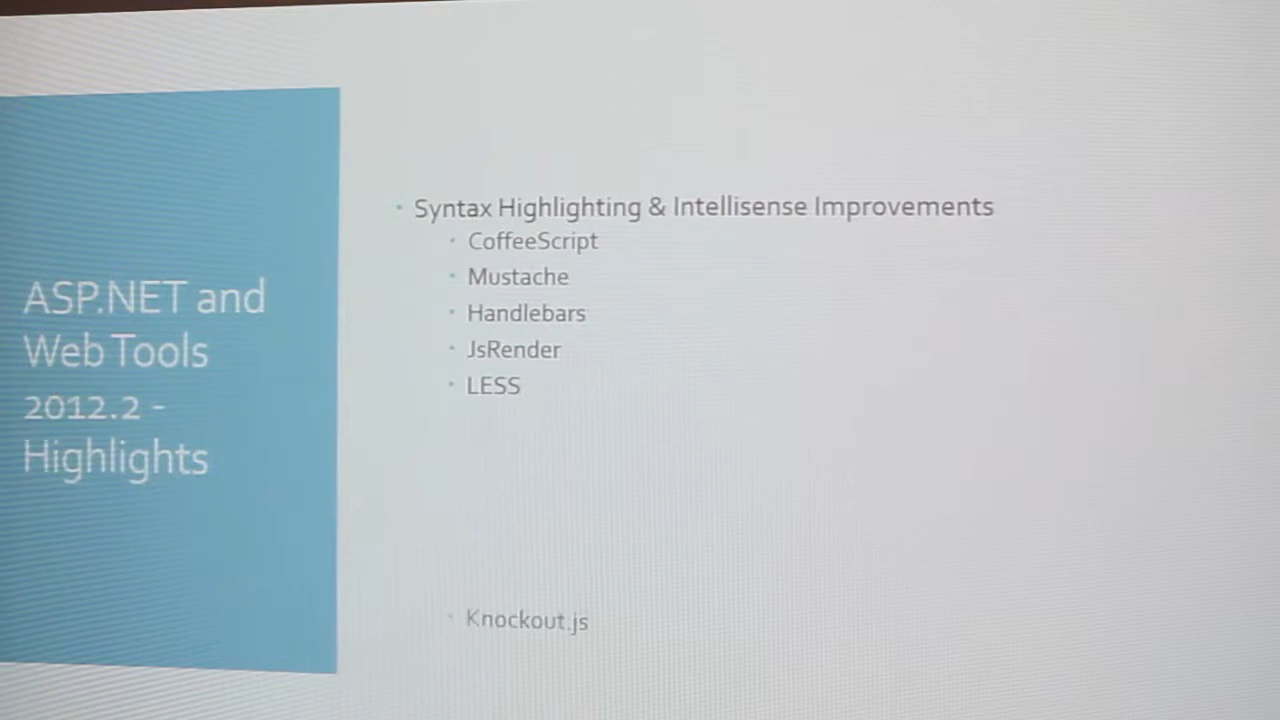 ASP.NET and
Web Tools
2012.2 -
Highlights
Syntax Highlighting & Intellisense Improvements
CoffeeScript
Mustache
Handlebars
JsRender
LESS
Knockout.js